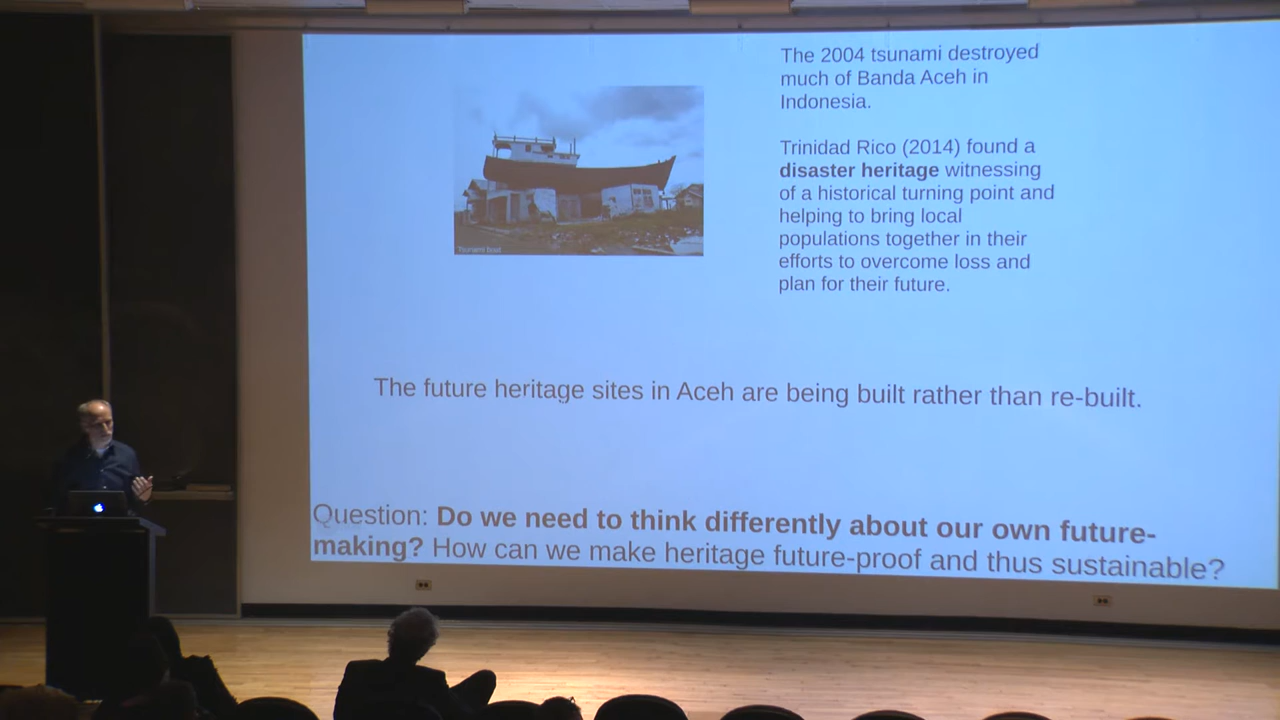 The 2004 tsunami destroyed
much of Banda Aceh in
Indonesia.
Trinidad Rico (2014) found a
disaster heritage witnessing
of a historical turning point and
helping to bring local
populations together in their
efforts to overcome loss and
plan for their future.
Tsunami Boat
The future heritage sites in Aceh are being built rather than re-built.
Question: Do we need to think differently about our own future-
making? How can we make heritage future-proof and thus sustainable?